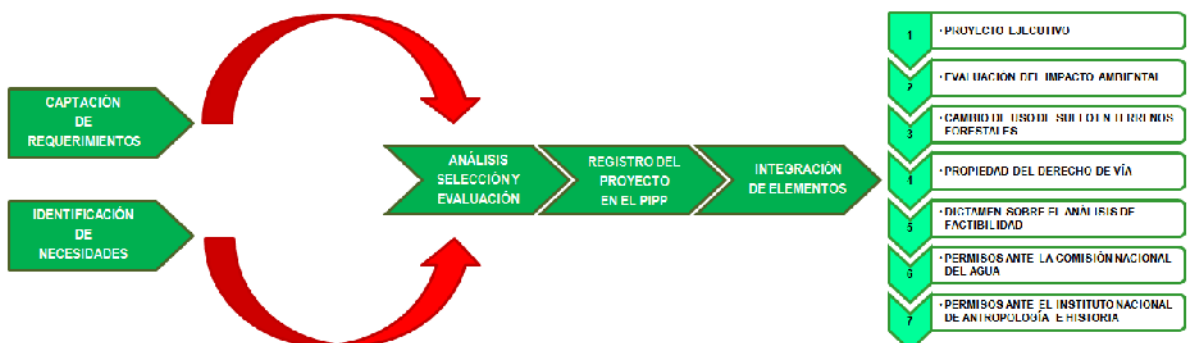 CAPTACIÓN
DE
REQUERIMIENTOS
IDENTIFICACIÓN
DE
NECESIDADES
ANÁLISIS
SELECCIÓN Y
EVALUACIÓN
REGISTRO DEL
PROYECTO
EN EL PIPP
INTEGRACIÓN
DE ELEMENTOS
1
• PROYECTO EJECUTIVO
2
• EVALUACIÓN DEL IMPACTO AMBIENTAL
3
• CAMBIO DE USO DE SUELO EN TERRENOS
FORESTALES
4
• PROPIEDAD DEL DERECHO DE VÍA
5
• DICTAMEN SOBRE EL ANÁLISIS DE
FACTIBILIDAD
6
• PERMISOS ANTE LA COMISIÓN NACIONAL
DEL AGUA
7
• PERMISOS ANTE EL INSTITUTO NACIONAL
DE ANTROPOLOGÍA E HISTORIA